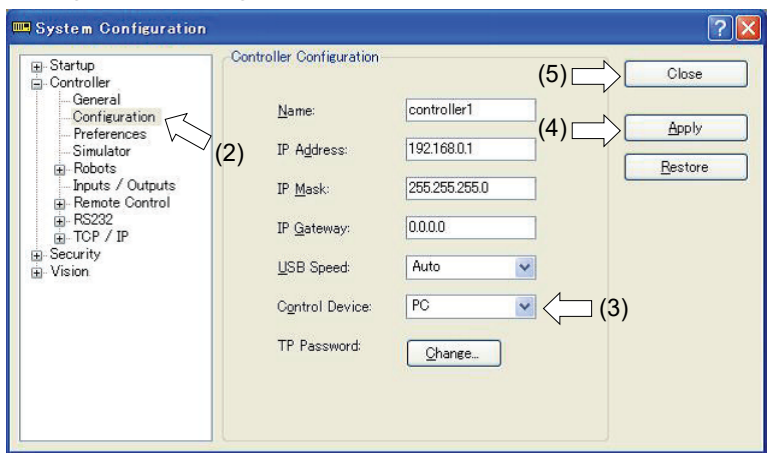 System Configuration
Startup
Controller
General
Configuration
Preferences
Simulator
Robots
Inputs / Outputs
Remote Control
RS232
TCP / IP
Security
Vision
(2)
Controller Configuration
Name: controller1
IP Address: 192.168.0.1
IP Mask: 255.255.255.0
IP Gateway: 0.0.0.0
USB Speed: Auto
Control Device: PC
(3)
TP Password: Change...
(5)
Close
(4)
Apply
Restore